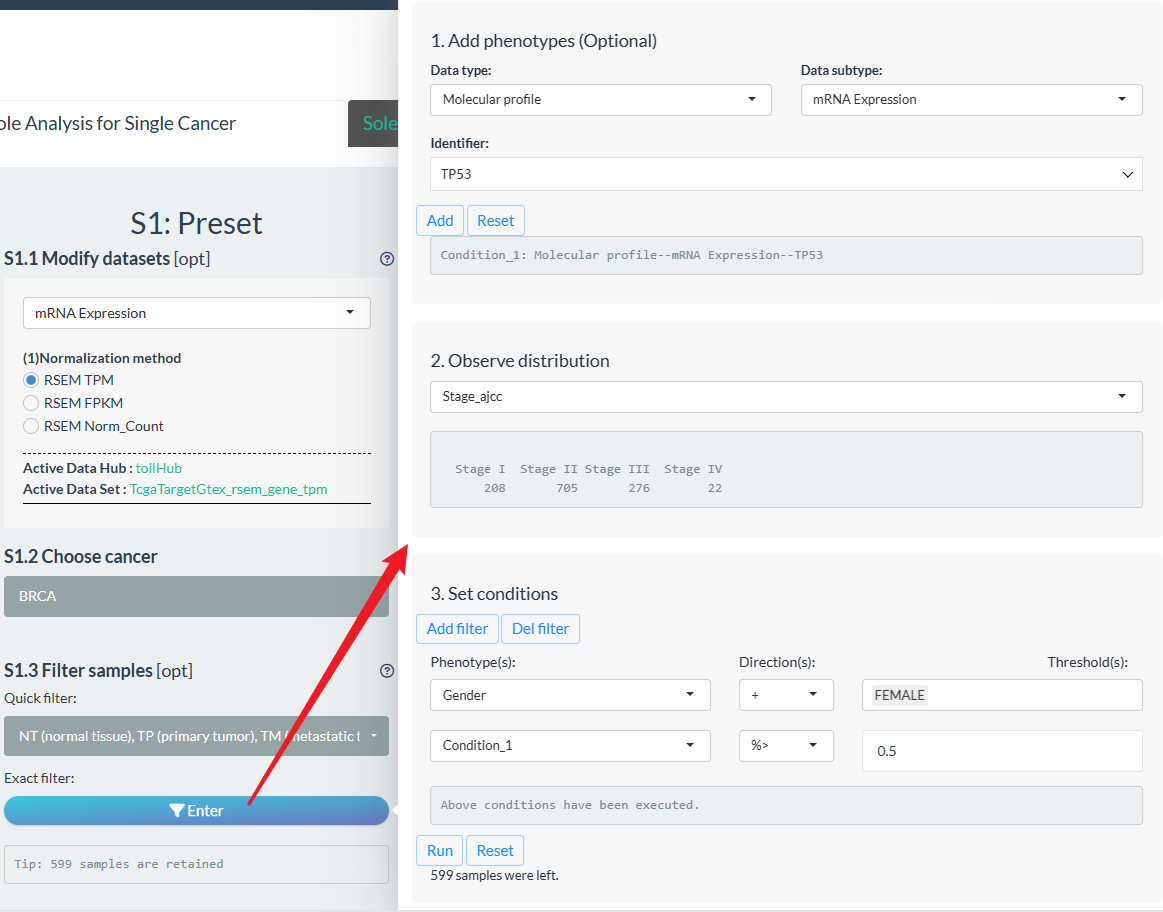 ole Analysis for Single Cancer
Sole
S1: Preset
S1.1 Modify datasets [opt]
mRNA Expression
(1)Normalization method
RSEM TPM
RSEM FPKM
RSEM Norm_Count
Active Data Hub : toilHub
Active Data Set : TcgaTargetGtex_rsem_gene_tpm
S1.2 Choose cancer
BRCA
S1.3 Filter samples [opt]
Quick filter:
NT (normal tissue), TP (primary tumor), TM (metastatic t
Exact filter:
Enter
Tip: 599 samples are retained
1. Add phenotypes (Optional)
Data type: Data subtype:
Molecular profile mRNA Expression
Identifier:
TP53
Add Reset
Condition_1: Molecular profile--mRNA Expression--TP53
2. Observe distribution
Stage_ajcc
Stage I Stage II Stage III Stage IV
208 705 276 22
3. Set conditions
Add filter Del filter
Phenotype(s): Direction(s): Threshold(s):
Gender + FEMALE
Condition_1 %> 0.5
Above conditions have been executed.
Run Reset
599 samples were left.